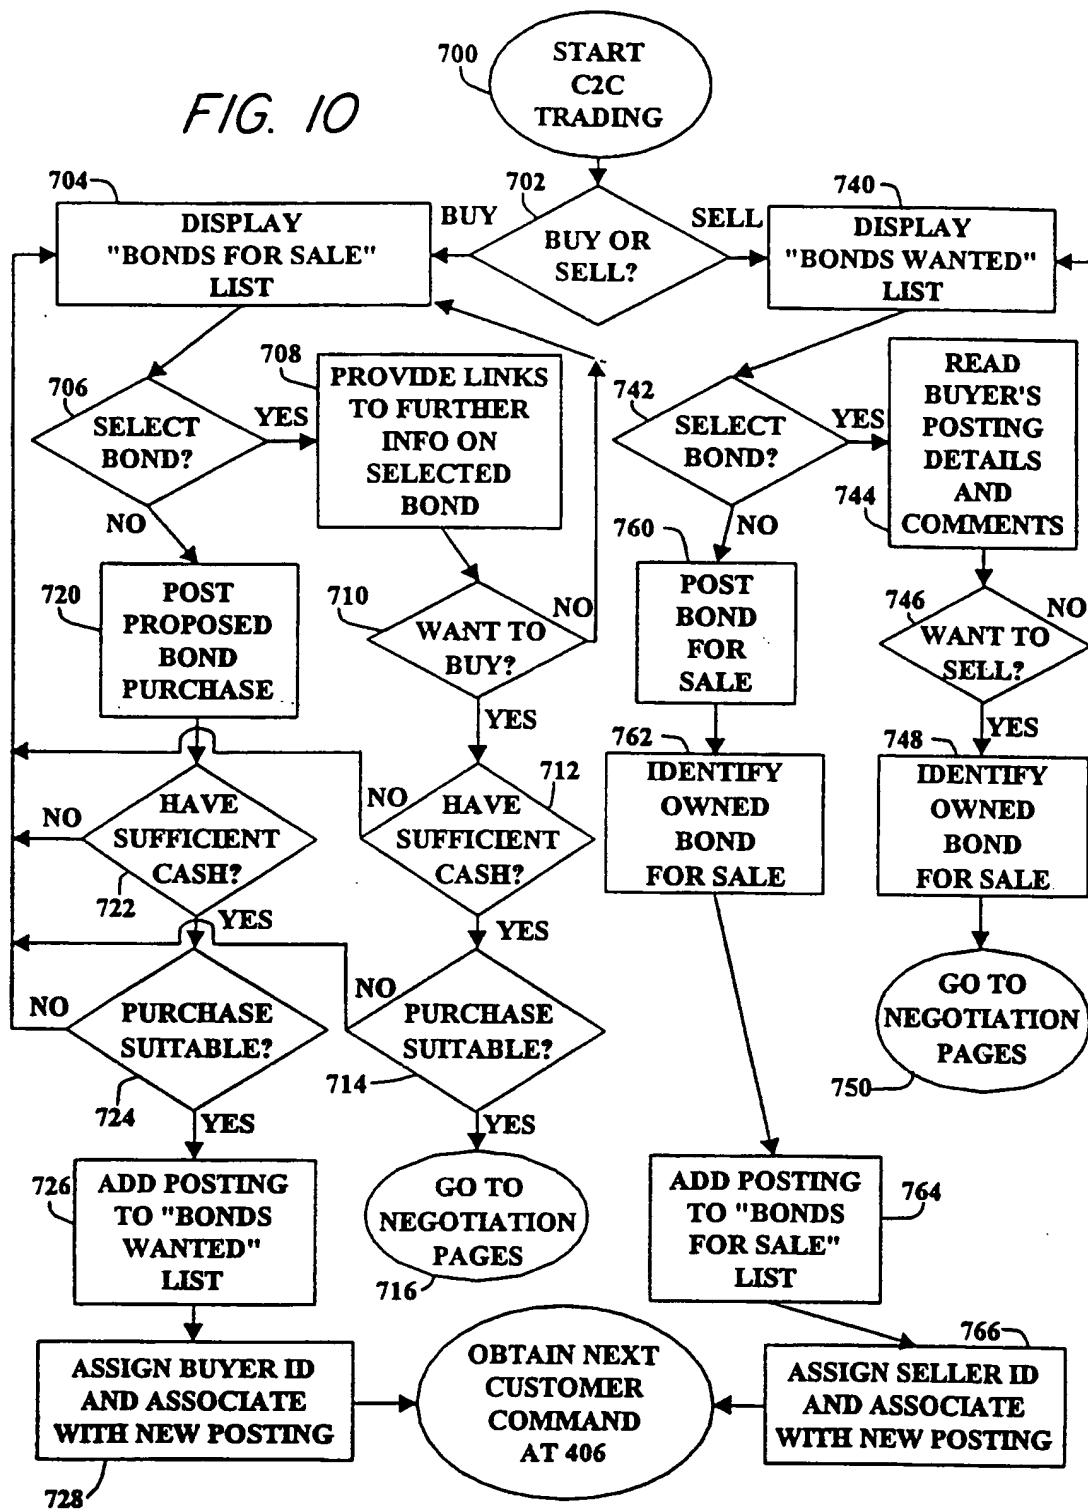 FIG. 10
700
START
C2C
TRADING
704
DISPLAY
"BONDS FOR SALE"
LIST
BUY
702
BUY OR
SELL?
SELL
740
DISPLAY
"BONDS WANTED"
LIST
706
SELECT
BOND?
YES
NO
708
PROVIDE LINKS
TO FURTHER
INFO ON
SELECTED
BOND
742
SELECT
BOND?
YES
NO
READ
BUYER'S
POSTING
DETAILS
AND
COMMENTS
744
720
POST
PROPOSED
BOND
PURCHASE
710
WANT TO
BUY?
NO
YES
760
POST
BOND
FOR
SALE
746
WANT TO
SELL?
NO
YES
NO
HAVE
SUFFICIENT
CASH?
722
YES
712
NO
HAVE
SUFFICIENT
CASH?
YES
762
IDENTIFY
OWNED
BOND
FOR SALE
748
IDENTIFY
OWNED
BOND
FOR SALE
NO
PURCHASE
SUITABLE?
724
YES
NO
PURCHASE
SUITABLE?
714
YES
GO TO
NEGOTIATION
PAGES
750
726
ADD POSTING
TO "BONDS
WANTED"
LIST
GO TO
NEGOTIATION
PAGES
716
ADD POSTING
TO "BONDS
FOR SALE"
LIST
764
ASSIGN BUYER ID
AND ASSOCIATE
WITH NEW POSTING
728
OBTAIN NEXT
CUSTOMER
COMMAND
AT 406
766
ASSIGN SELLER ID
AND ASSOCIATE
WITH NEW POSTING